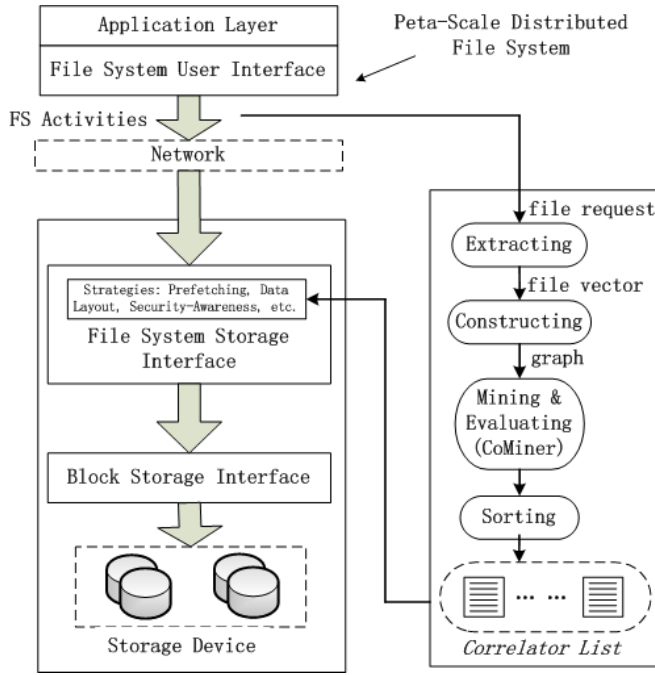 Application Layer
File System User Interface
Peta-Scale Distributed
File System
FS Activities
Network
Strategies: Prefetching, Data
Layout, Security-Awareness, etc.
File System Storage
Interface
Block Storage Interface
Storage Device
file request
Extracting
file vector
Constructing
graph
Mining &
Evaluating
(CoMiner)
Sorting
... ...
Correlator List